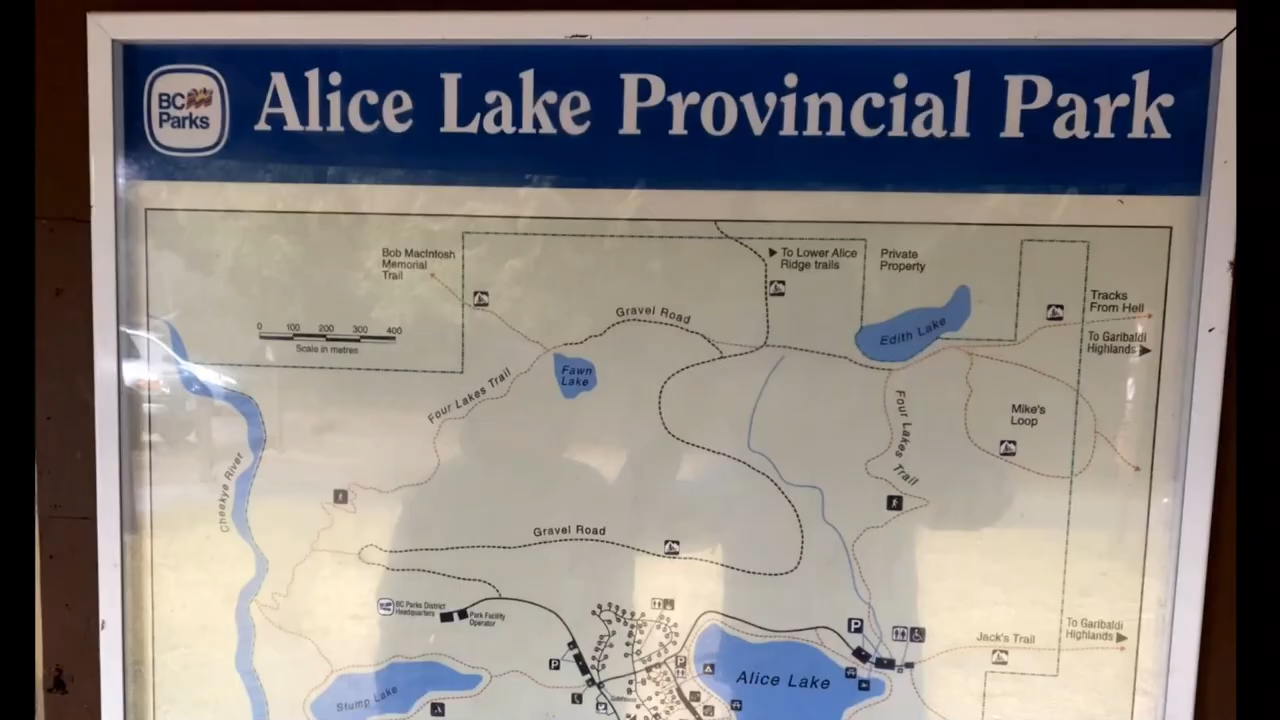 BC
Parks
Alice Lake Provincial Park
Bob MacIntosh
Memorial
Trail
To Lower Alice
Ridge trails
Private
Property
Tracks
From Hell
To Garibaldi
Highlands
0 100 200 300 400
Scale in metres
Gravel Road
Edith Lake
Fawn
Lake
Four Lakes Trail
Four Lakes Trail
Mike's
Loop
Cheekye River
Gravel Road
BC Parks District
Headquarters
Park Facility
Operator
P
To Garibaldi
Highlands
Jack's Trail
P
P
Alice Lake
Stump Lake